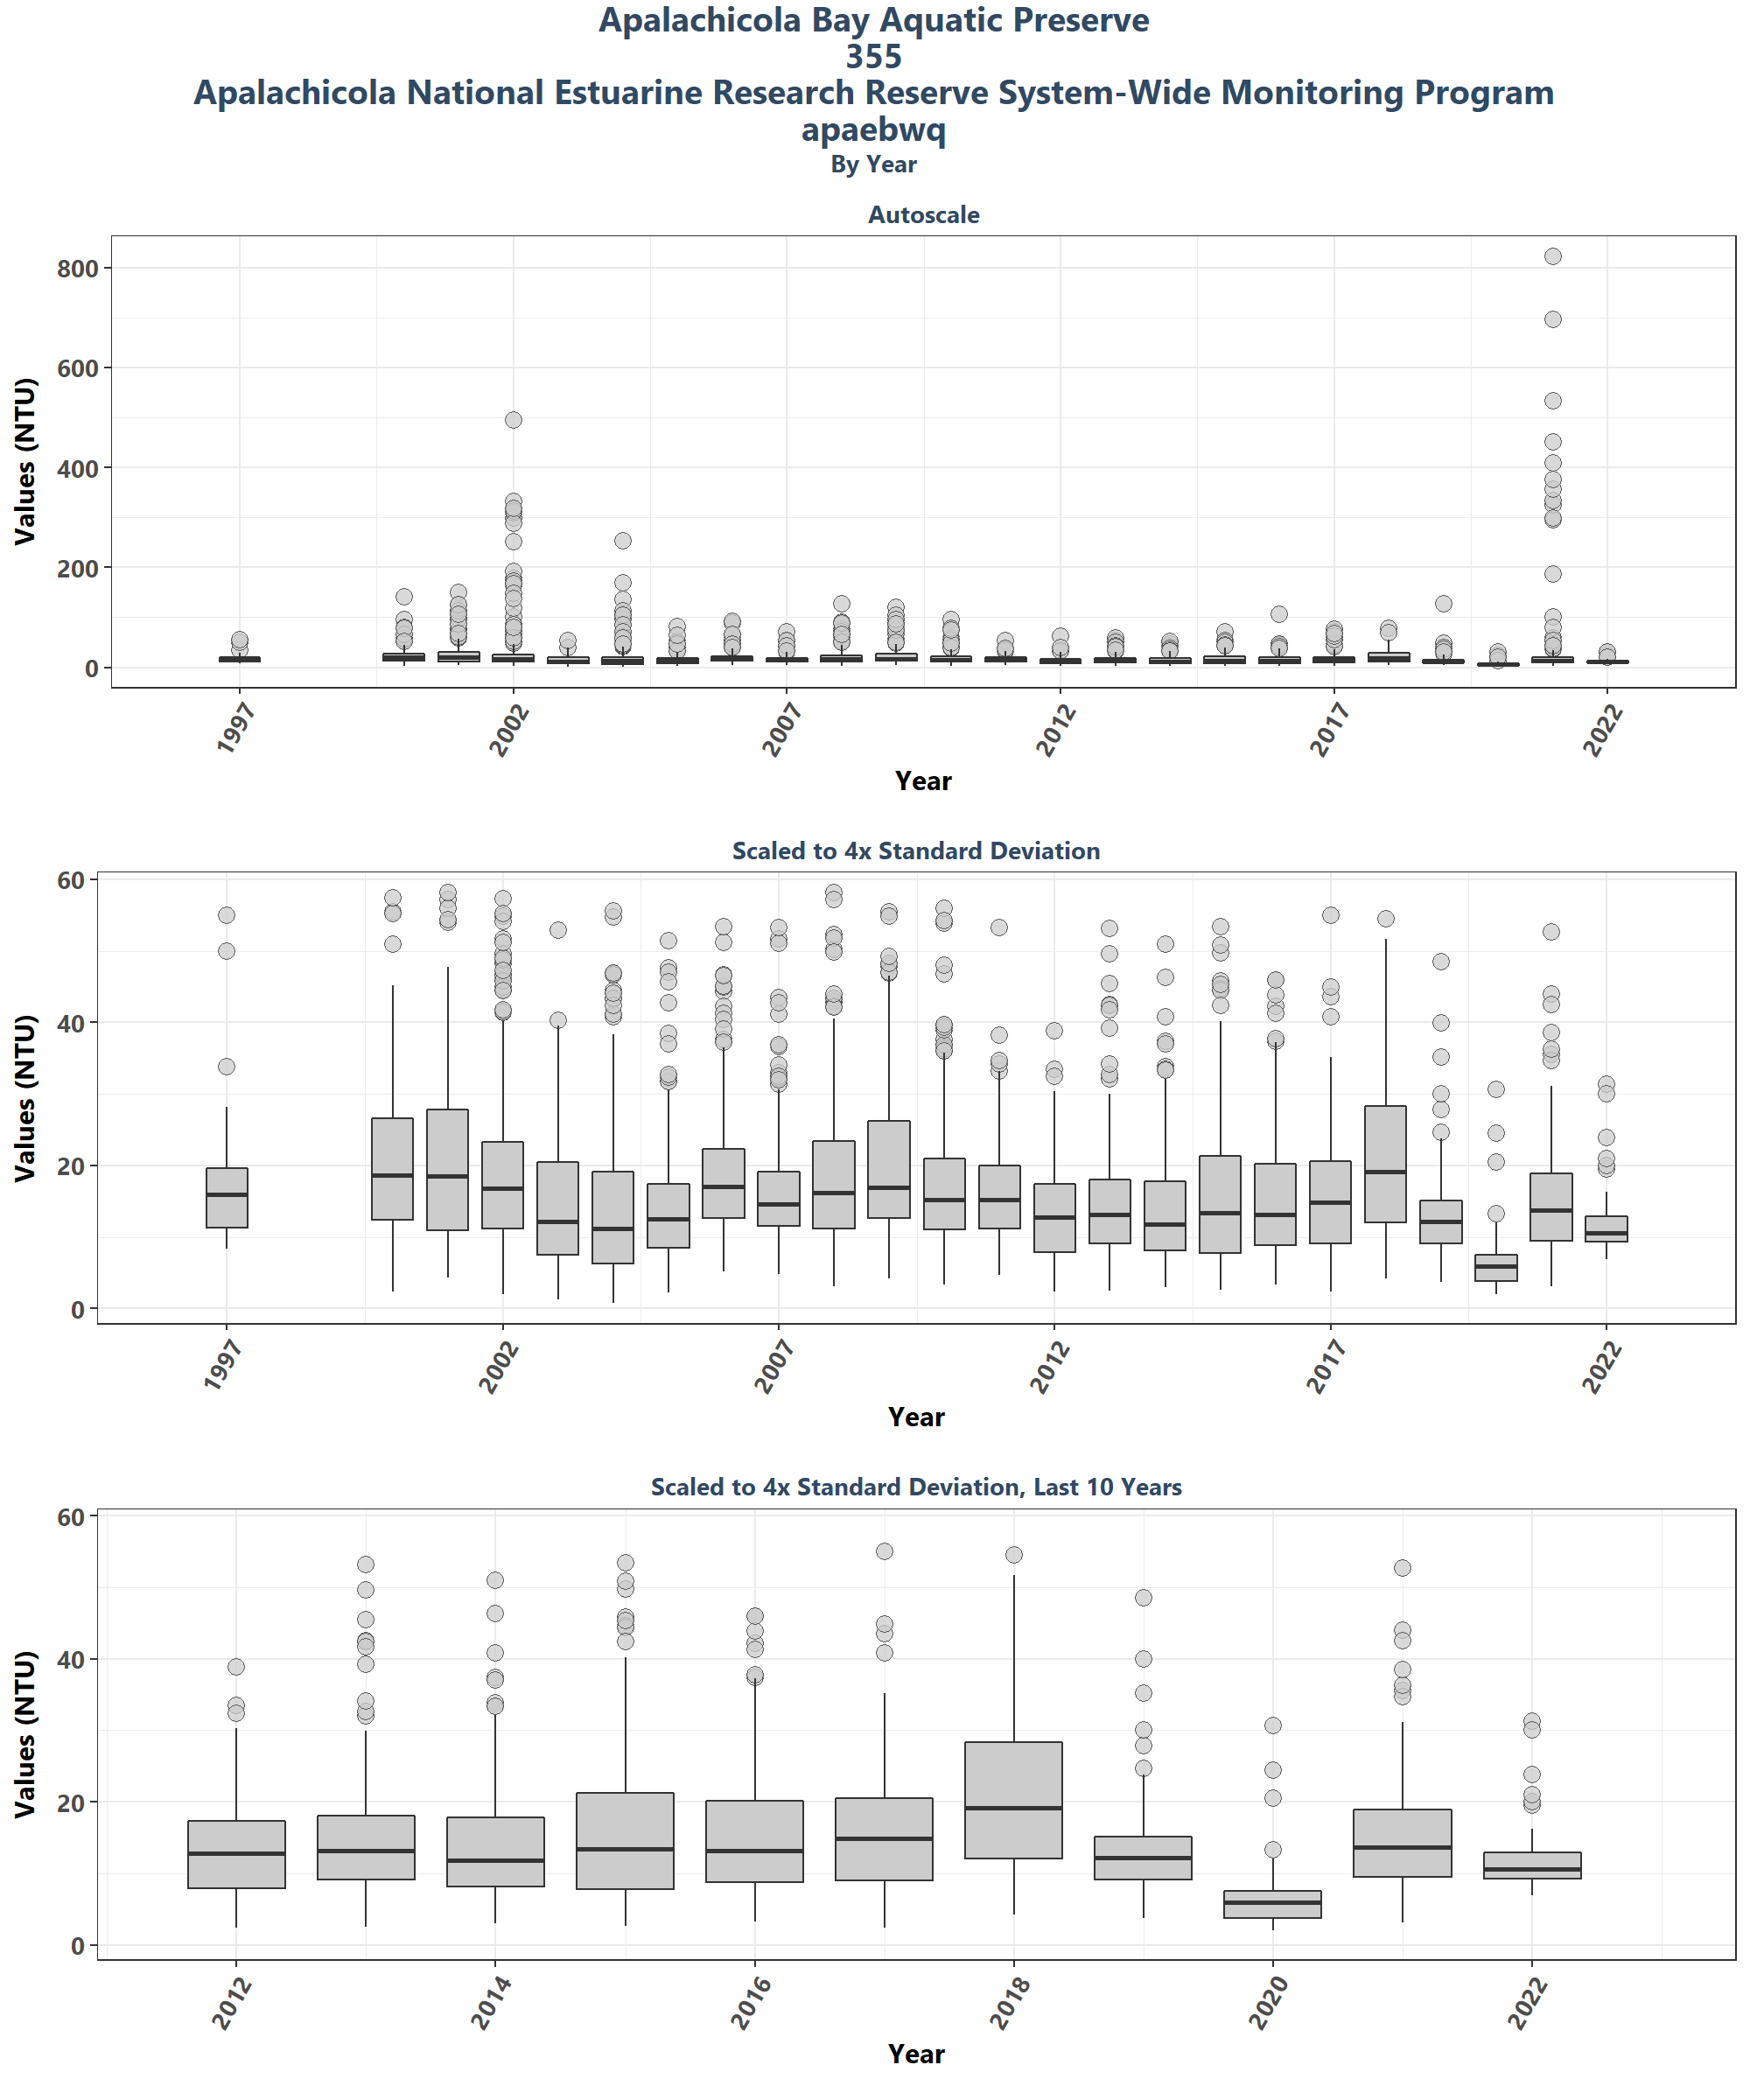 Apalachicola Bay Aquatic Preserve
355
Apalachicola National Estuarine Research Reserve System-Wide Monitoring Program
apaebwq
By Year
Autoscale
Values (NTU)
800
600
400
200
0
1997 2002 2007 2012 2017 2022
Year
Scaled to 4x Standard Deviation
Values (NTU)
60
40
20
0
1997 2002 2007 2012 2017 2022
Year
Scaled to 4x Standard Deviation, Last 10 Years
Values (NTU)
60
40
20
0
2012 2014 2016 2018 2020 2022
Year